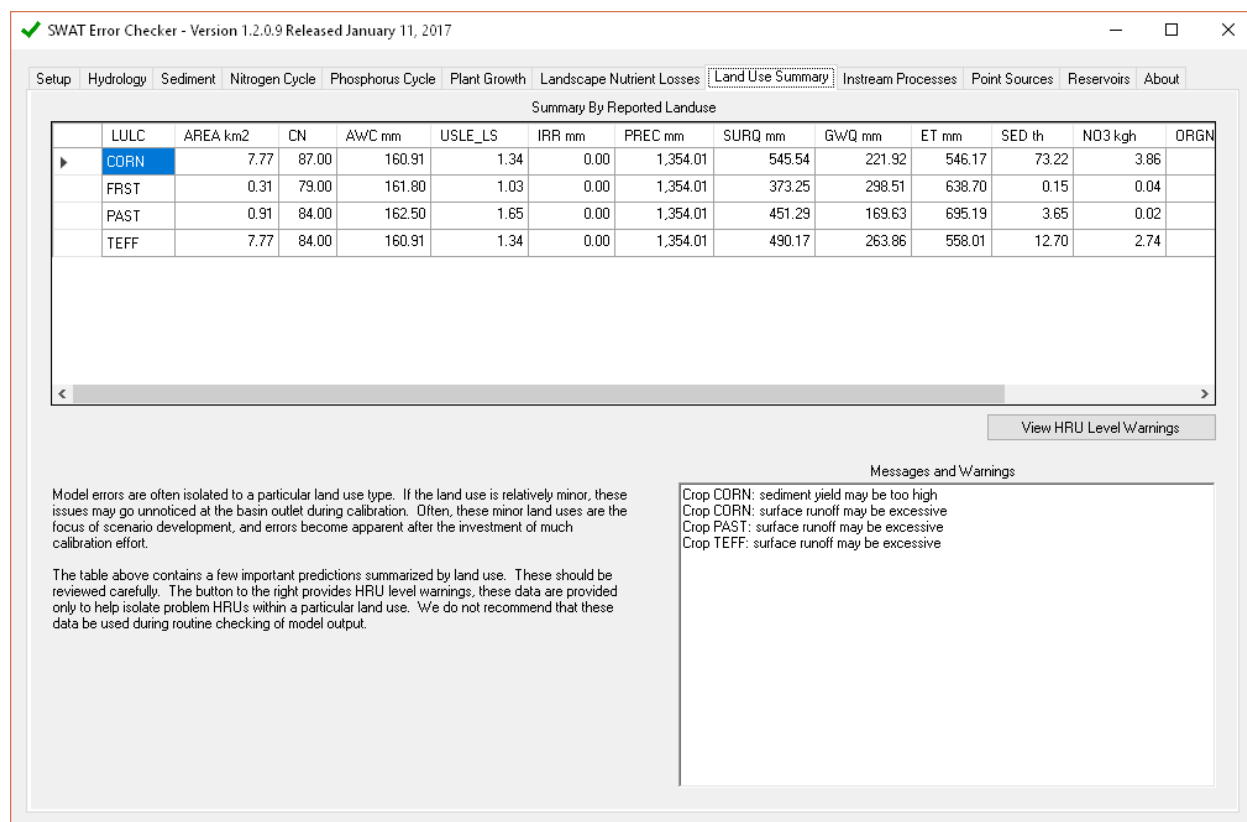 SWAT Error Checker - Version 1.2.0.9 Released January 11, 2017
Setup Hydrology Sediment Nitrogen Cycle Phosphorus Cycle Plant Growth Landscape Nutrient Losses Land Use Summary Instream Processes Point Sources Reservoirs About
Summary By Reported Landuse
LULC AREA km2 CN AWC mm USLE_LS IRR mm PREC mm SURQ mm GWQ mm ET mm SED th NO3 kgh ORGN
CORN 7.77 87.00 160.91 1.34 0.00 1,354.01 545.54 221.92 546.17 73.22 3.86
FRST 0.31 79.00 161.80 1.03 0.00 1,354.01 373.25 298.51 638.70 0.15 0.04
PAST 0.91 84.00 162.50 1.65 0.00 1,354.01 451.29 169.63 695.19 3.65 0.02
TEFF 7.77 84.00 160.91 1.34 0.00 1,354.01 490.17 263.86 558.01 12.70 2.74
View HRU Level Warnings
Model errors are often isolated to a particular land use type. If the land use is relatively minor, these
issues may go unnoticed at the basin outlet during calibration. Often, these minor land uses are the
focus of scenario development, and errors become apparent after the investment of much
calibration effort.
The table above contains a few important predictions summarized by land use. These should be
reviewed carefully. The button to the right provides HRU level warnings, these data are provided
only to help isolate problem HRUs within a particular land use. We do not recommend that these
data be used during routine checking of model output.
Messages and Warnings
Crop CORN: sediment yield may be too high
Crop CORN: surface runoff may be excessive
Crop PAST: surface runoff may be excessive
Crop TEFF: surface runoff may be excessive